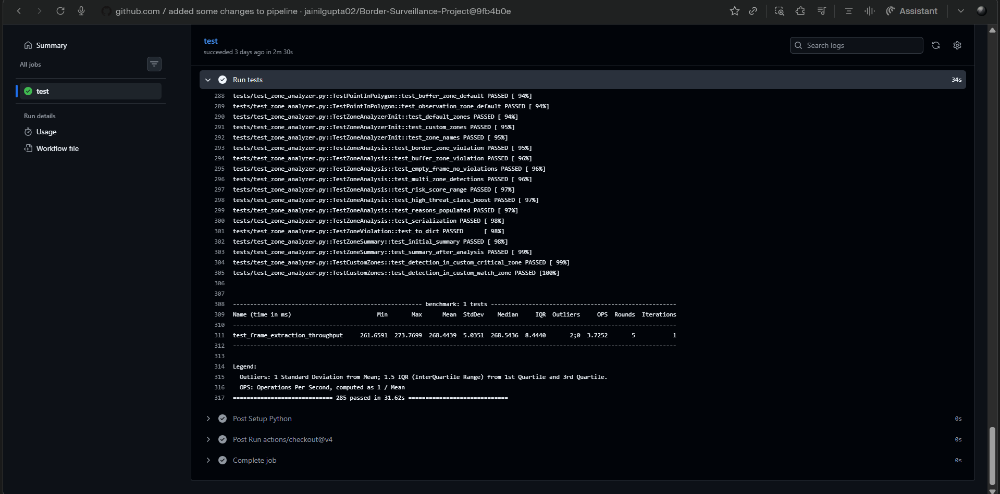 github.com / added some changes to pipeline · jainilgupta02/Border-Surveillance-Project@9fb4b0e
Assistant
Summary
All jobs
test
Run details
Usage
Workflow file
test
succeeded 3 days ago in 2m 30s
Search logs
Run tests 34s
288 tests/test_zone_analyzer.py::TestPointInPolygon::test_buffer_zone_default PASSED [ 94%]
289 tests/test_zone_analyzer.py::TestPointInPolygon::test_observation_zone_default PASSED [ 94%]
290 tests/test_zone_analyzer.py::TestZoneAnalyzerInit::test_default_zones PASSED [ 94%]
291 tests/test_zone_analyzer.py::TestZoneAnalyzerInit::test_custom_zones PASSED [ 95%]
292 tests/test_zone_analyzer.py::TestZoneAnalyzerInit::test_zone_names PASSED [ 95%]
293 tests/test_zone_analyzer.py::TestZoneAnalysis::test_border_zone_violation PASSED [ 95%]
294 tests/test_zone_analyzer.py::TestZoneAnalysis::test_buffer_zone_violation PASSED [ 96%]
295 tests/test_zone_analyzer.py::TestZoneAnalysis::test_empty_frame_no_violations PASSED [ 96%]
296 tests/test_zone_analyzer.py::TestZoneAnalysis::test_multi_zone_detections PASSED [ 96%]
297 tests/test_zone_analyzer.py::TestZoneAnalysis::test_risk_score_range PASSED [ 97%]
298 tests/test_zone_analyzer.py::TestZoneAnalysis::test_high_threat_class_boost PASSED [ 97%]
299 tests/test_zone_analyzer.py::TestZoneAnalysis::test_reasons_populated PASSED [ 97%]
300 tests/test_zone_analyzer.py::TestZoneAnalysis::test_serialization PASSED [ 98%]
301 tests/test_zone_analyzer.py::TestZoneViolation::test_to_dict PASSED [ 98%]
302 tests/test_zone_analyzer.py::TestZoneSummary::test_initial_summary PASSED [ 98%]
303 tests/test_zone_analyzer.py::TestZoneSummary::test_summary_after_analysis PASSED [ 99%]
304 tests/test_zone_analyzer.py::TestCustomZones::test_detection_in_custom_critical_zone PASSED [ 99%]
305 tests/test_zone_analyzer.py::TestCustomZones::test_detection_in_custom_watch_zone PASSED [100%]
306
307
308 ------------------------------------------------------- benchmark: 1 tests ------------------------------------------------------
309 Name (time in ms) Min Max Mean StdDev Median IQR Outliers OPS Rounds Iterations
310 ---------------------------------------------------------------------------------------------------------------------------------
311 test_frame_extraction_throughput 261.6591 273.7699 268.4439 5.0351 268.5436 8.4440 2;0 3.7252 5 1
312 ---------------------------------------------------------------------------------------------------------------------------------
313
314 Legend:
315 Outliers: 1 Standard Deviation from Mean; 1.5 IQR (InterQuartile Range) from 1st Quartile and 3rd Quartile.
316 OPS: Operations Per Second, computed as 1 / Mean
317 ============================= 285 passed in 31.62s =============================
Post Setup Python 0s
Post Run actions/checkout@v4 0s
Complete job 0s